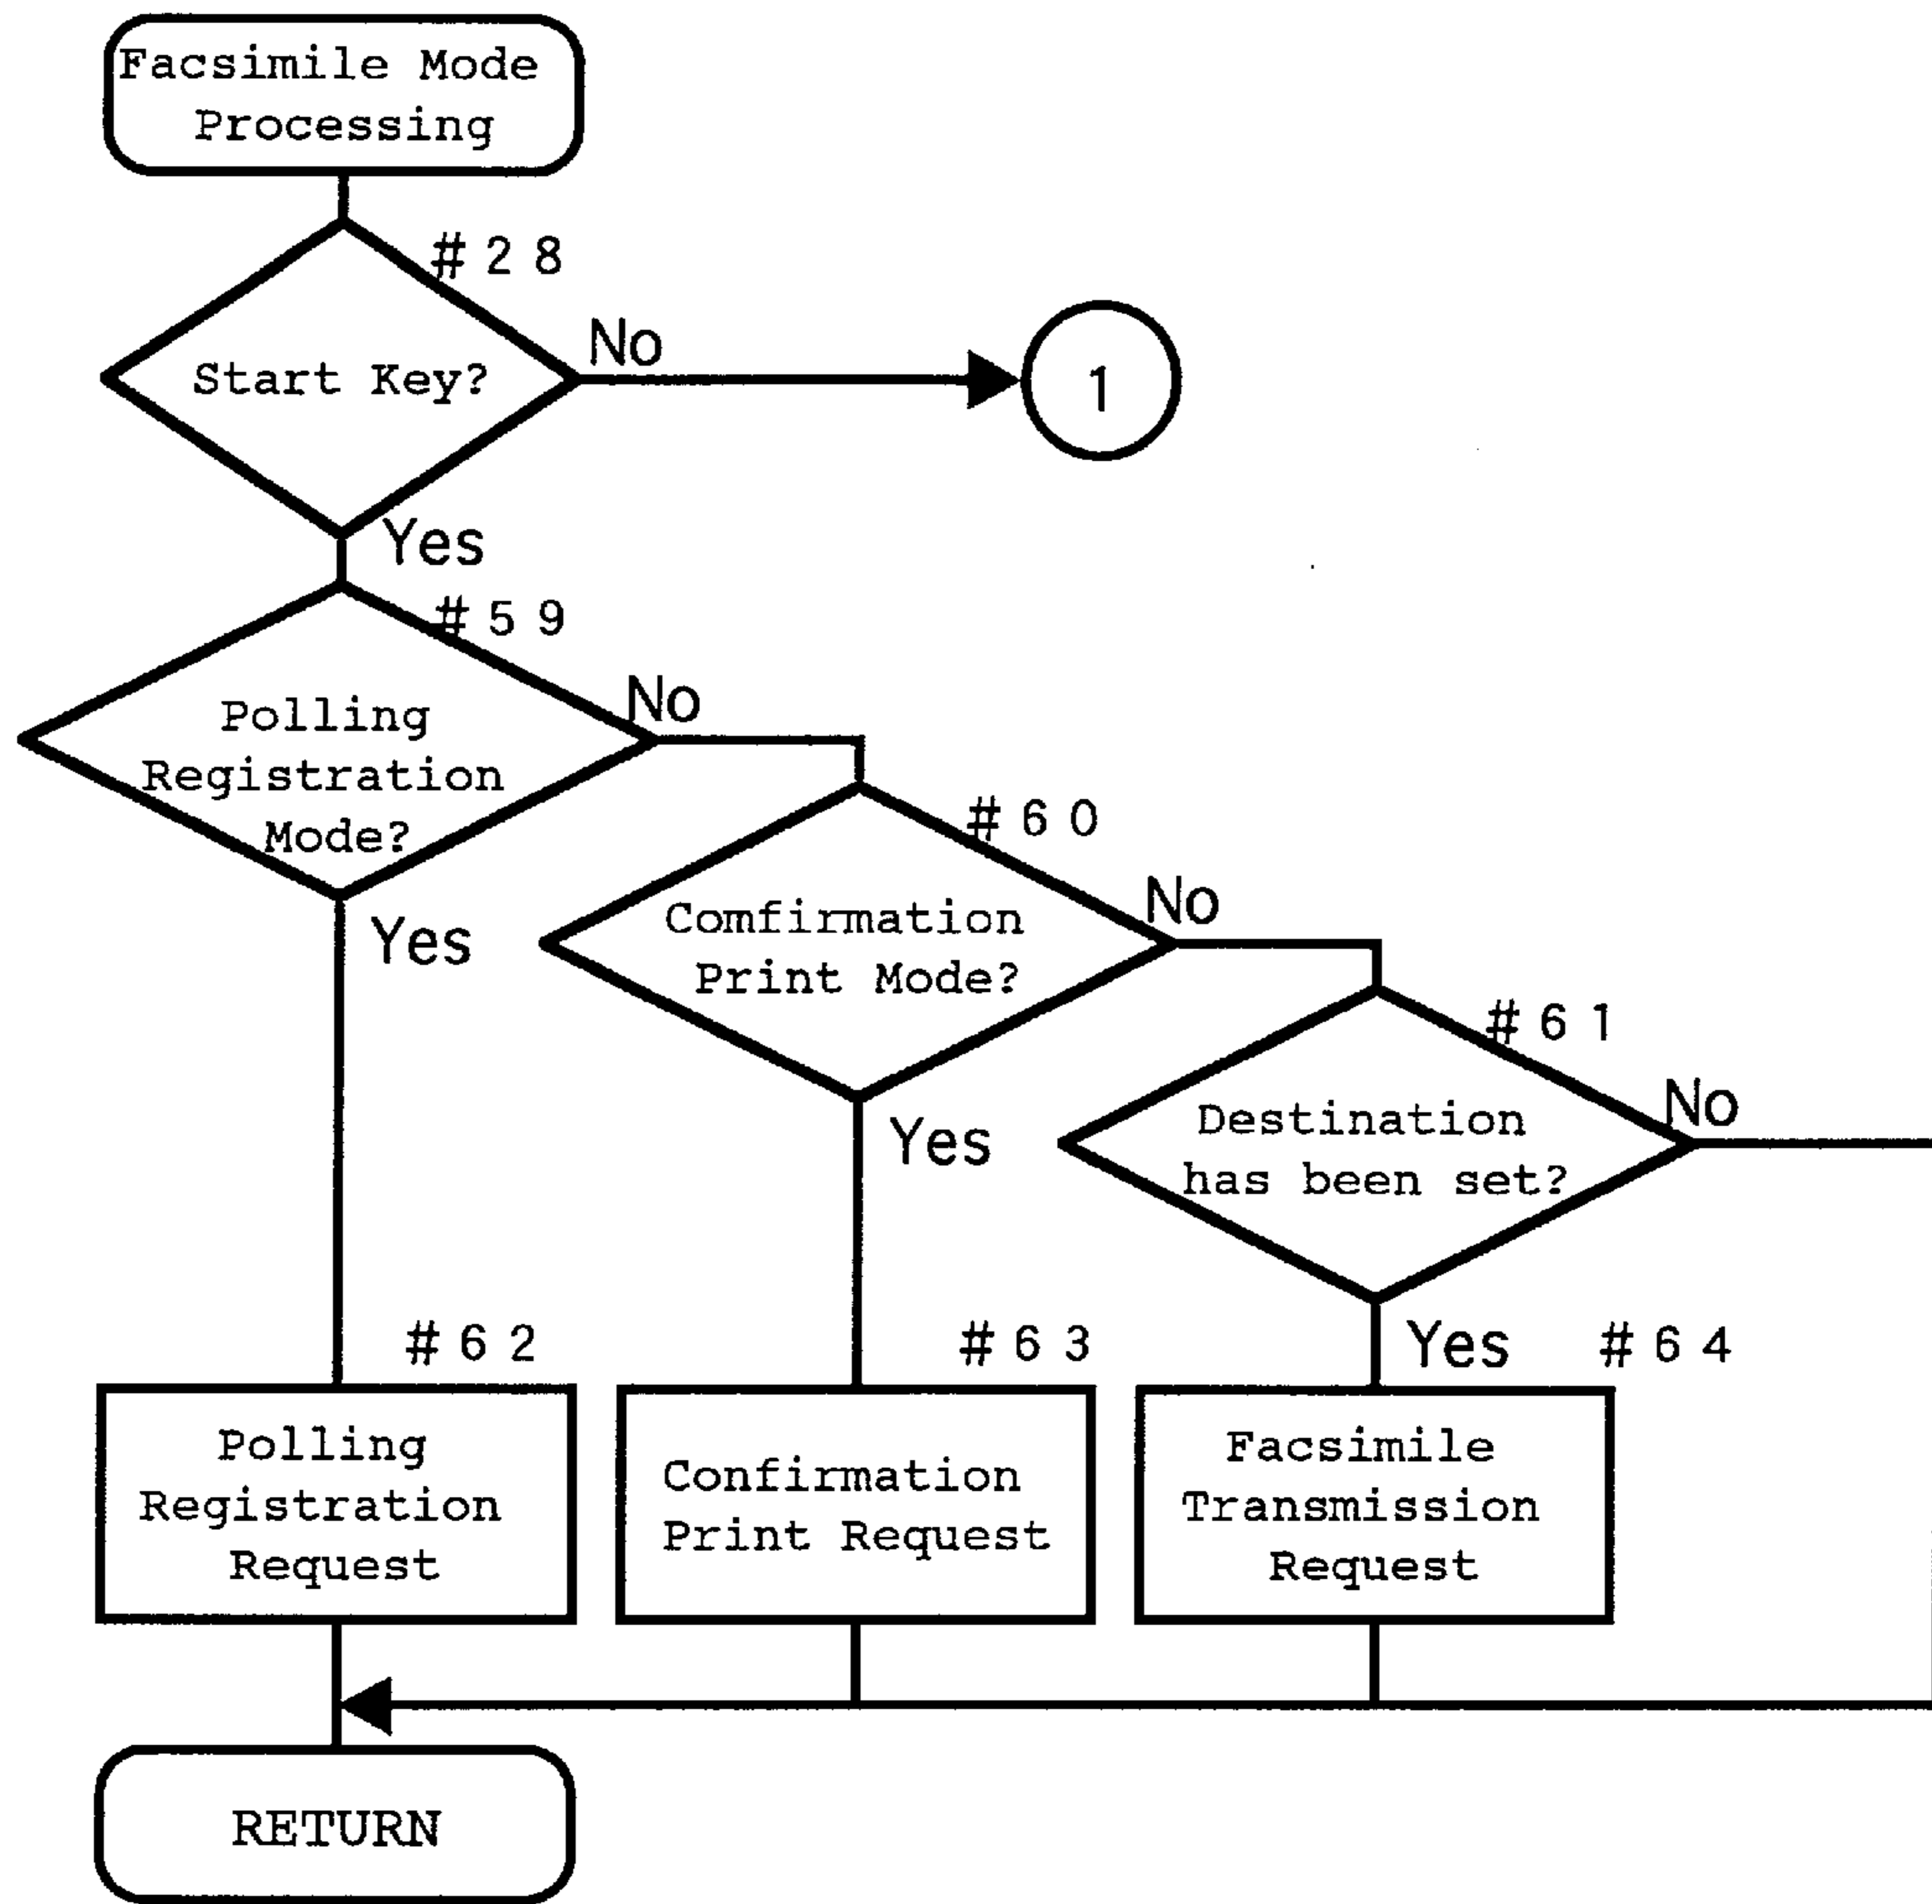 Facsimile Mode
Processing
#28
Start Key?
No
1
Yes
#59
Polling
Registration
Mode?
No
Yes
#60
Comfirmation
Print Mode?
No
Yes
#61
Destination
has been set?
No
Yes
#62
Polling
Registration
Request
#63
Confirmation
Print Request
#64
Facsimile
Transmission
Request
RETURN